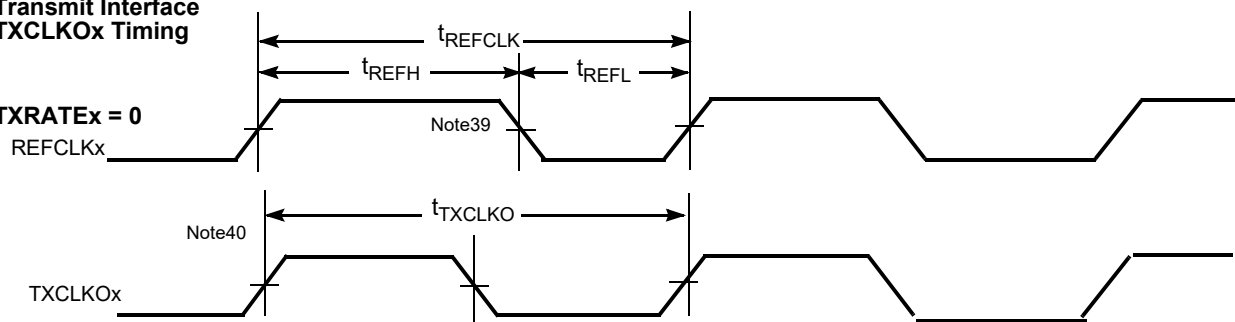 Transmit Interface
TXCLKOx Timing
tREFCLK
tREFH
tREFL
TXRATEx = 0
Note39
REFCLKx
tTXCLKO
Note40
TXCLKOx